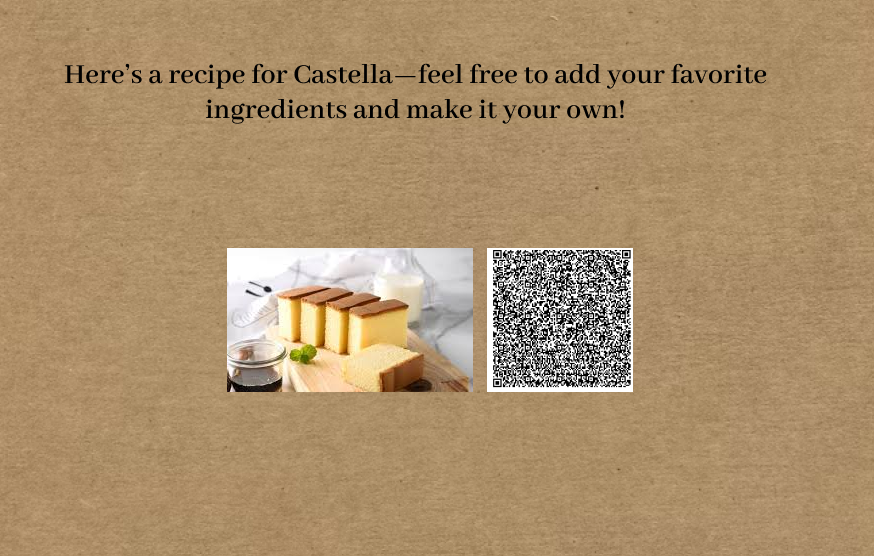 Here’s a recipe for Castella—feel free to add your favorite
ingredients and make it your own!